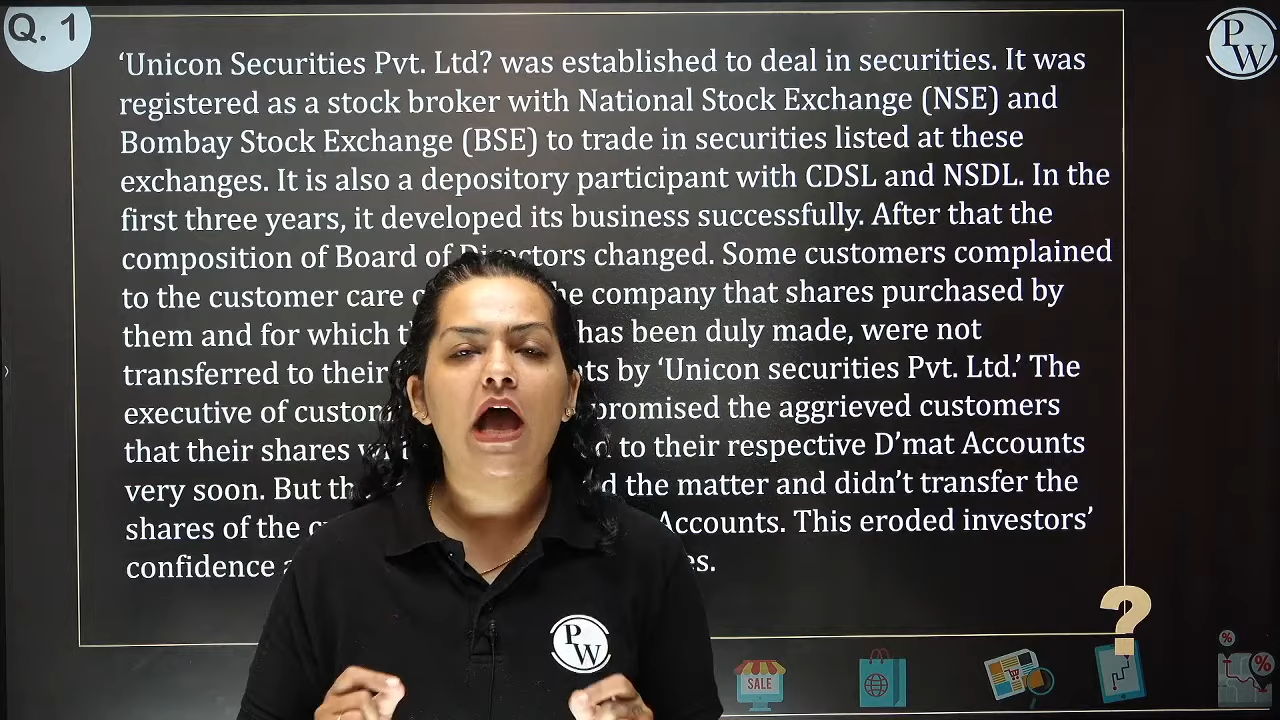 Q. 1
PW
‘Unicon Securities Pvt. Ltd? was established to deal in securities. It was
registered as a stock broker with National Stock Exchange (NSE) and
Bombay Stock Exchange (BSE) to trade in securities listed at these
exchanges. It is also a depository participant with CDSL and NSDL. In the
first three years, it developed its business successfully. After that the
composition of Board of Directors changed. Some customers complained
to the customer care company that shares purchased by
them and for which has been duly made, were not
transferred to their by ‘Unicon securities Pvt. Ltd.’ The
executive of promised the aggrieved customers
that their shares to their respective D’mat Accounts
very soon. But the matter and didn’t transfer the
shares of the Accounts. This eroded investors’
confidence
?
PW
SALE
%
%